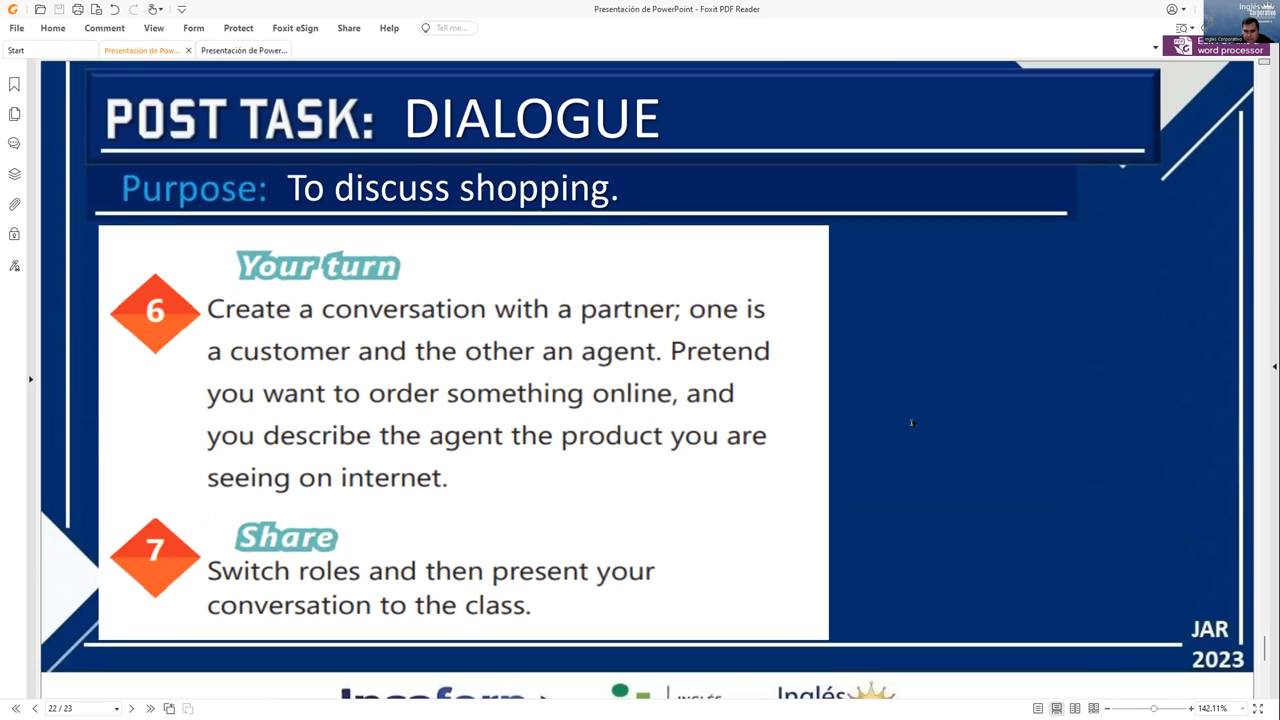 Presentación de PowerPoint - Foxit PDF Reader
File Home Comment View Form Protect Foxit eSign Share Help Tell me...
Start Presentación de Pow... Presentación de Power...
Inglés Corporativo
word processor
POST TASK: DIALOGUE
Purpose: To discuss shopping.
Your turn
6 Create a conversation with a partner; one is
a customer and the other an agent. Pretend
you want to order something online, and
you describe the agent the product you are
seeing on internet.
Share
7 Switch roles and then present your
conversation to the class.
JAR
2023
INGLÉS
Inglés
22 / 23
142.11%